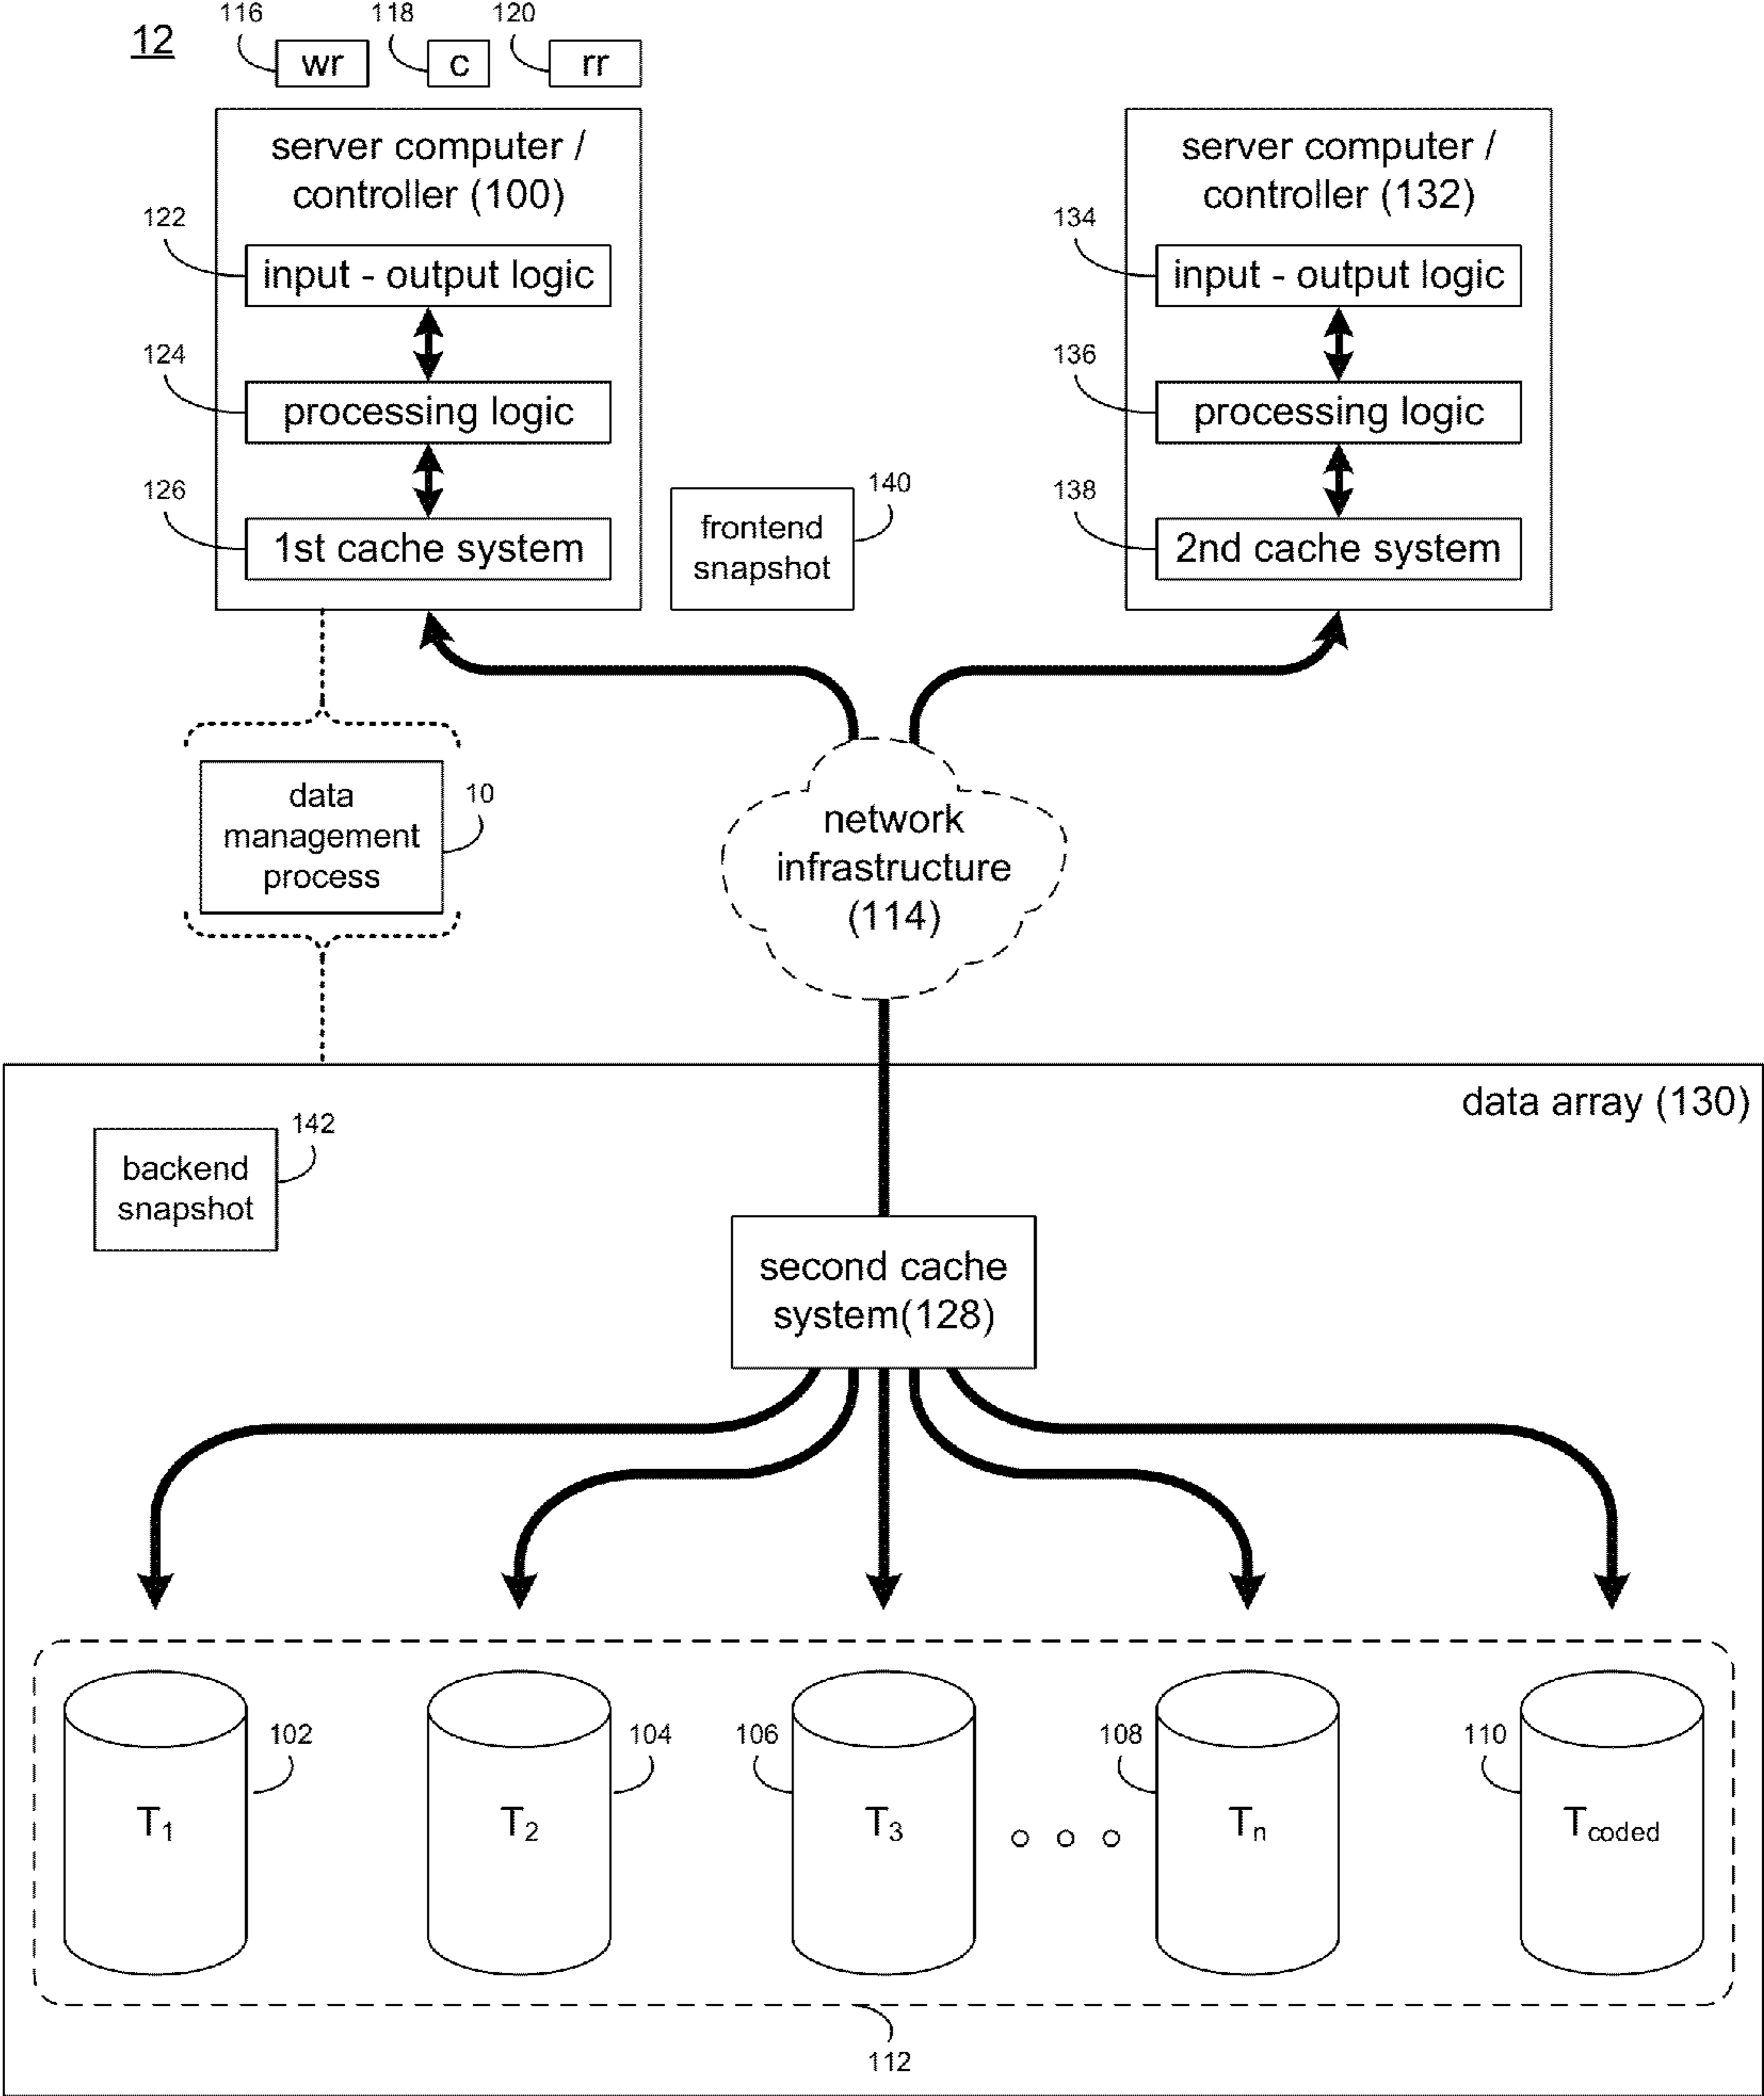 12
116
118
120
wr
c
rr
server computer /
controller (100)
122
input - output logic
124
processing logic
126
1st cache system
server computer /
controller (132)
134
input - output logic
136
processing logic
138
2nd cache system
frontend
snapshot
140
data
management
process
10
network
infrastructure
(114)
data array (130)
backend
snapshot
142
second cache
system(128)
T1
102
T2
104
106
T3
108
Tn
110
Tcoded
112